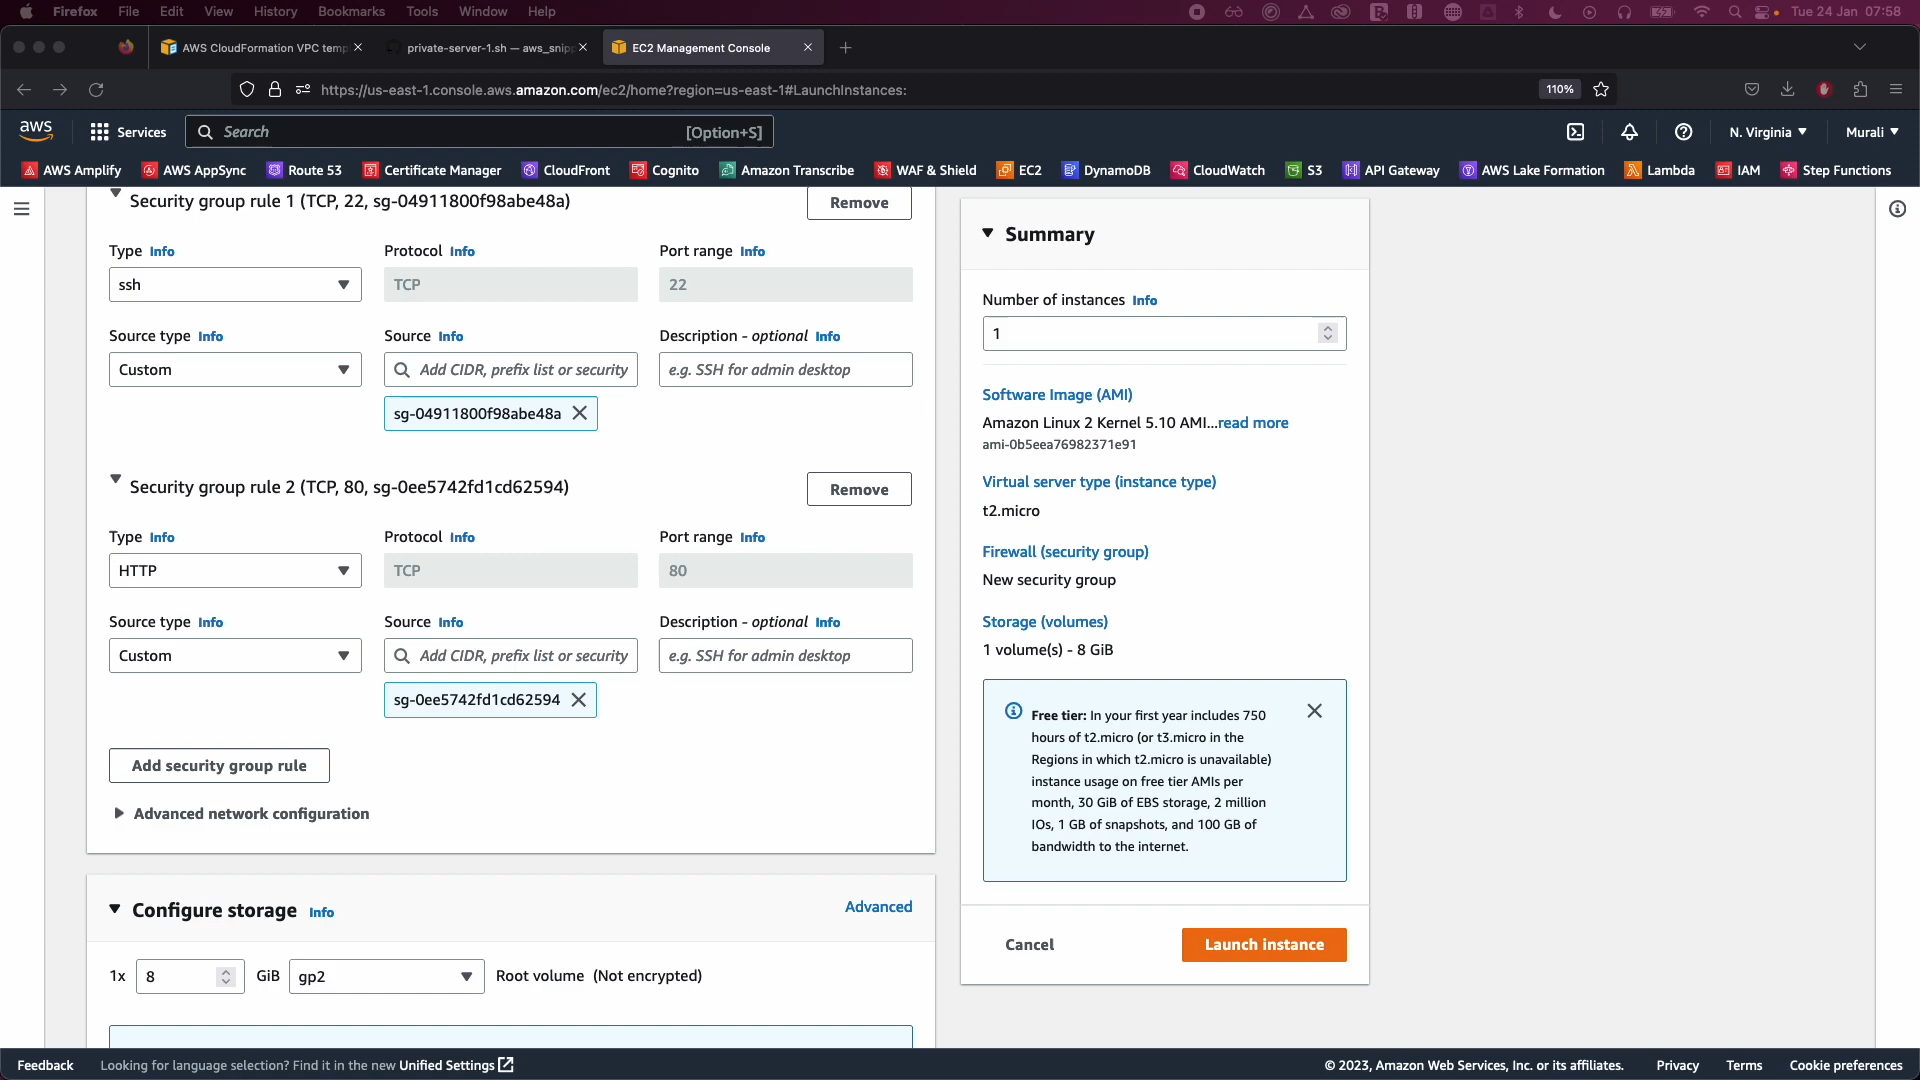 Firefox File Edit View History Bookmarks Tools Window Help Tue 24 Jan 07:58
AWS CloudFormation VPC temp
private-server-1.sh — aws_snipp
EC2 Management Console
https://us-east-1.console.aws.amazon.com/ec2/home?region=us-east-1#LaunchInstances: 110%
aws Services Search [Option+S] N. Virginia Murali
AWS Amplify AWS AppSync Route 53 Certificate Manager CloudFront Cognito Amazon Transcribe WAF & Shield EC2 DynamoDB CloudWatch S3 API Gateway AWS Lake Formation Lambda IAM Step Functions
Security group rule 1 (TCP, 22, sg-04911800f98abe48a) Remove
Type Info Protocol Info Port range Info
ssh TCP 22
Source type Info Source Info Description - optional Info
Custom Add CIDR, prefix list or security e.g. SSH for admin desktop
sg-04911800f98abe48a
Security group rule 2 (TCP, 80, sg-0ee5742fd1cd62594) Remove
Type Info Protocol Info Port range Info
HTTP TCP 80
Source type Info Source Info Description - optional Info
Custom Add CIDR, prefix list or security e.g. SSH for admin desktop
sg-0ee5742fd1cd62594
Add security group rule
Advanced network configuration
Configure storage Info Advanced
1x 8 GiB gp2 Root volume (Not encrypted)
Summary
Number of instances Info
1
Software Image (AMI)
Amazon Linux 2 Kernel 5.10 AMI...read more
ami-0b5eea76982371e91
Virtual server type (instance type)
t2.micro
Firewall (security group)
New security group
Storage (volumes)
1 volume(s) - 8 GiB
Free tier: In your first year includes 750
hours of t2.micro (or t3.micro in the
Regions in which t2.micro is unavailable)
instance usage on free tier AMIs per
month, 30 GiB of EBS storage, 2 million
IOs, 1 GB of snapshots, and 100 GB of
bandwidth to the internet.
Cancel Launch instance
Feedback Looking for language selection? Find it in the new Unified Settings © 2023, Amazon Web Services, Inc. or its affiliates. Privacy Terms Cookie preferences